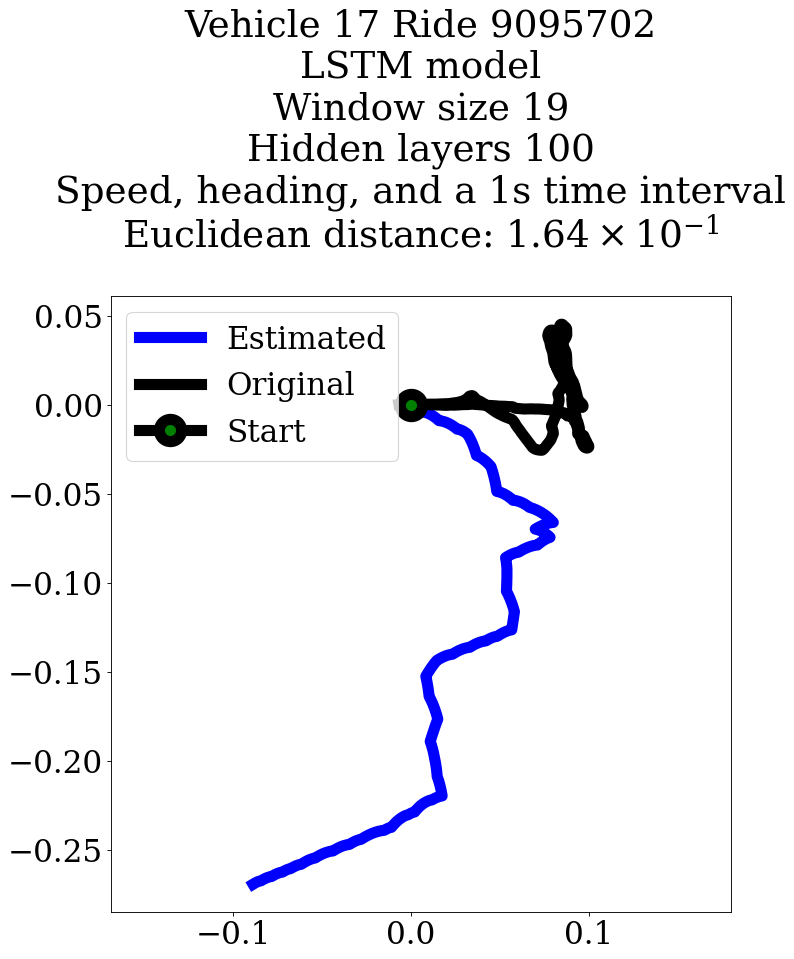 Vehicle 17 Ride 9095702
LSTM model
Window size 19
Hidden layers 100
Speed, heading, and a 1s time interval
Euclidean distance: 1.64 × 10⁻¹
Estimated
Original
Start
0.05
0.00
−0.05
−0.10
−0.15
−0.20
−0.25
−0.1
0.0
0.1